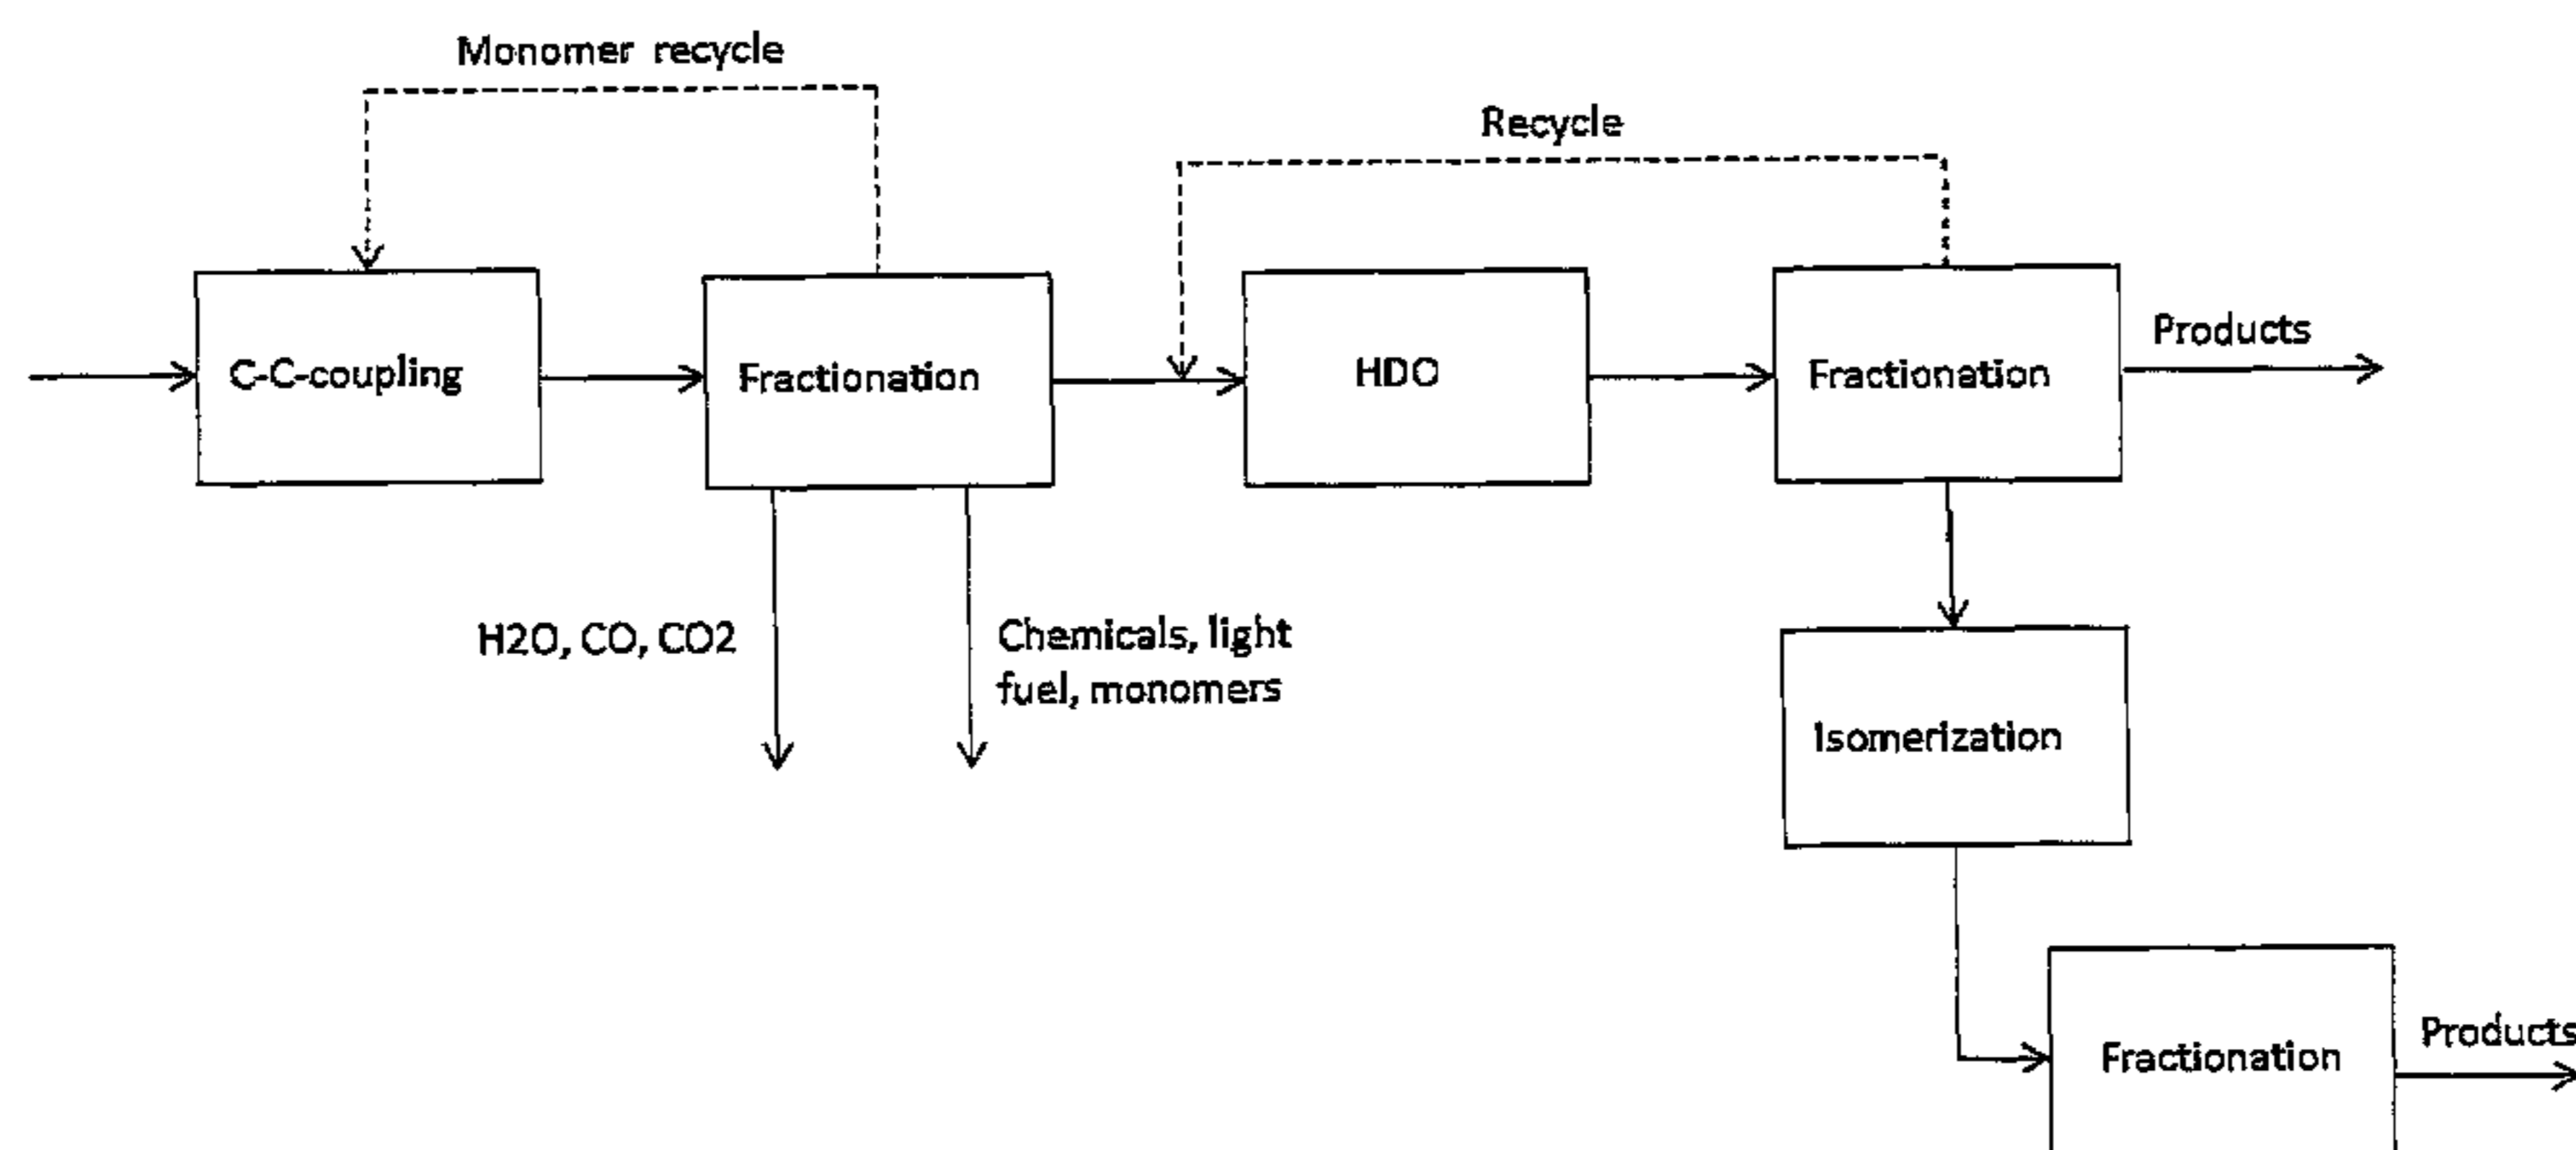 Monomer recycle
Recycle
C-C-coupling
Fractionation
HDO
Fractionation
Products
H2O, CO, CO2
Chemicals, light
fuel, monomers
Isomerization
Fractionation
Products